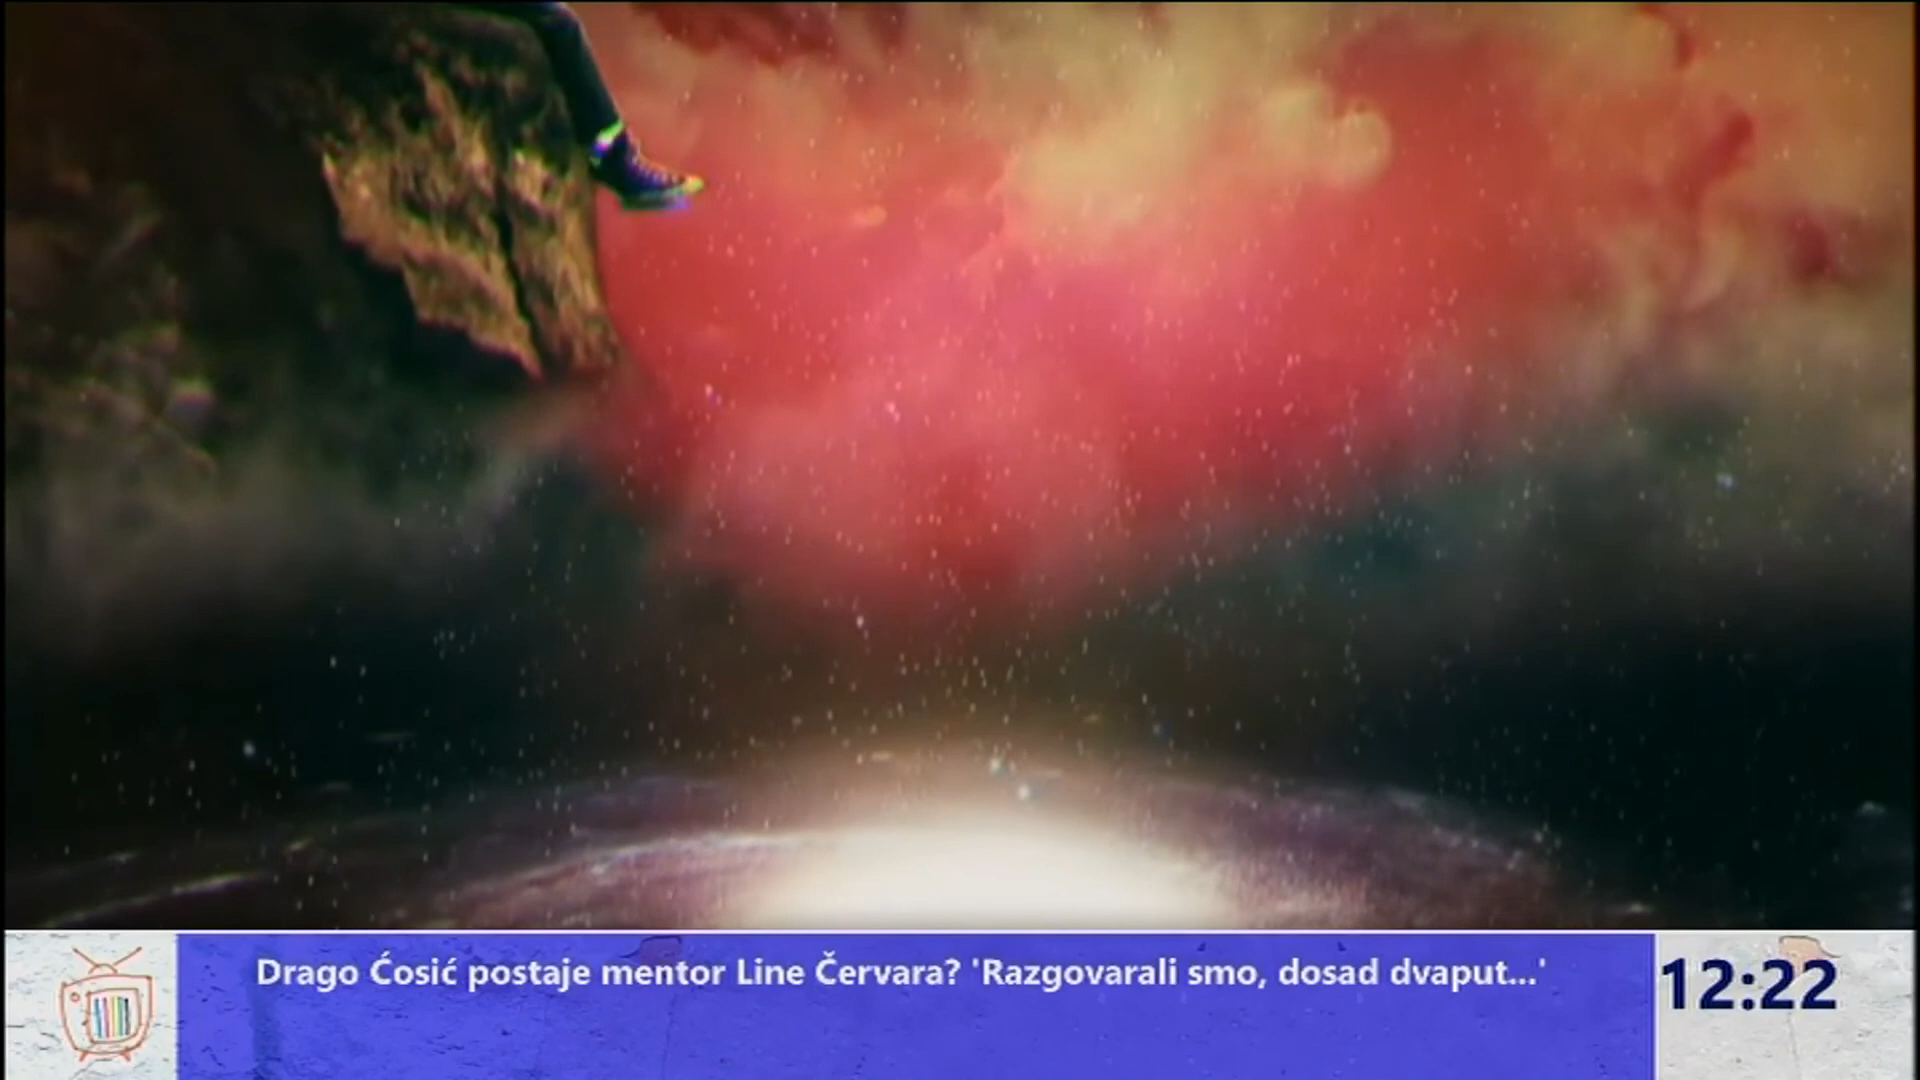 Drago Ćosić postaje mentor Line Červara? 'Razgovarali smo, dosad dvaput...'
12:22